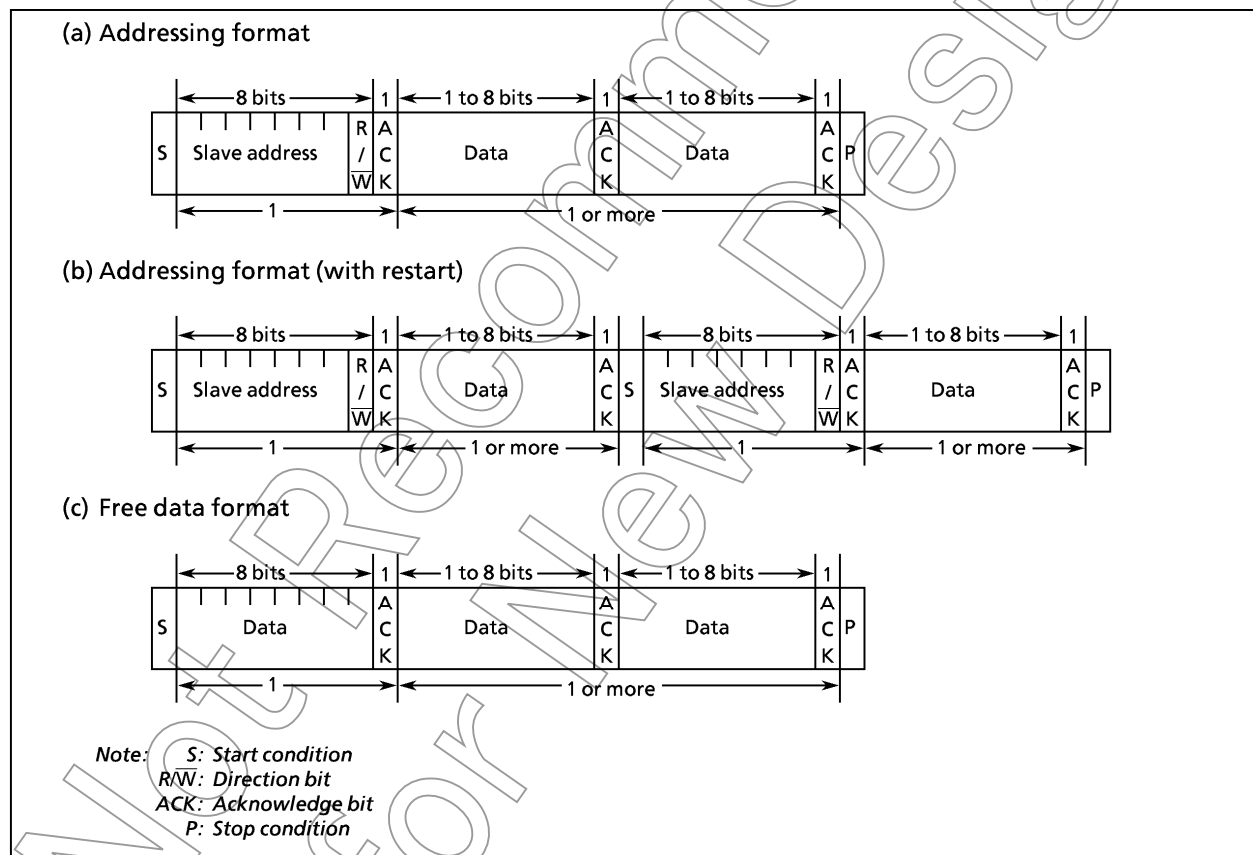 (a) Addressing format
8 bits 1 1 to 8 bits 1 1 to 8 bits 1
S Slave address R/W̅ ACK Data ACK Data ACK P
1 1 or more
(b) Addressing format (with restart)
8 bits 1 1 to 8 bits 1 8 bits 1 1 to 8 bits 1
S Slave address R/W̅ ACK Data ACK S Slave address R/W̅ ACK Data ACK P
1 1 or more 1 1 or more
(c) Free data format
8 bits 1 1 to 8 bits 1 1 to 8 bits 1
S Data ACK Data ACK Data ACK P
1 1 or more
Note: S: Start condition
R/W̅: Direction bit
ACK: Acknowledge bit
P: Stop condition
Not Recomm
for New Desig